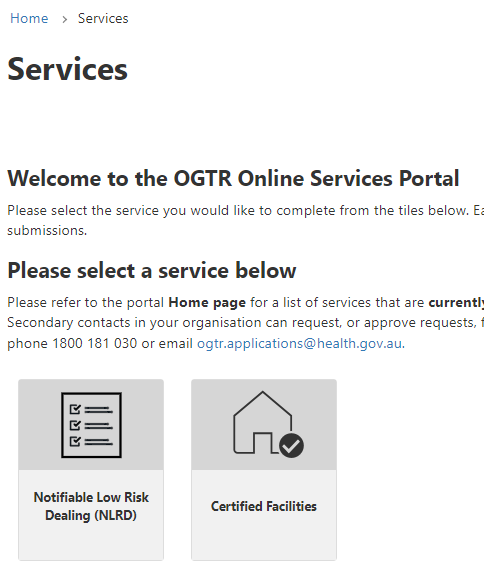 Home > Services
Services
Welcome to the OGTR Online Services Portal
Please select the service you would like to complete from the tiles below.
submissions.
Please select a service below
Please refer to the portal Home page for a list of services that are currently
Secondary contacts in your organisation can request, or approve requests,
phone 1800 181 030 or email ogtr.applications@health.gov.au.
Notifiable Low Risk
Dealing (NLRD)
Certified Facilities